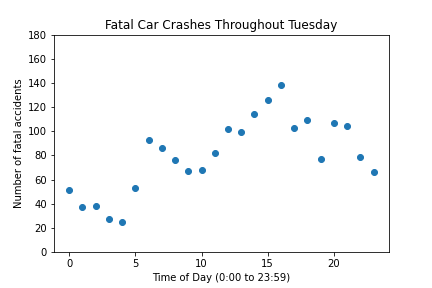 Fatal Car Crashes Throughout Tuesday
Number of fatal accidents
180
160
140
120
100
80
60
40
20
0
0 5 10 15 20
Time of Day (0:00 to 23:59)